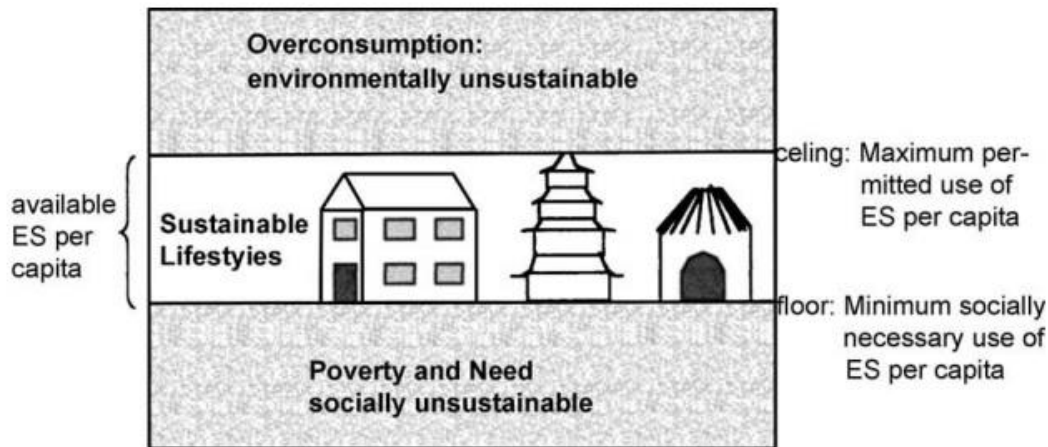 Overconsumption:
environmentally unsustainable
celing: Maximum per-
mitted use of
ES per capita
available
ES per
capita
Sustainable
Lifestyies
floor: Minimum socially
necessary use of
ES per capita
Poverty and Need
socially unsustainable